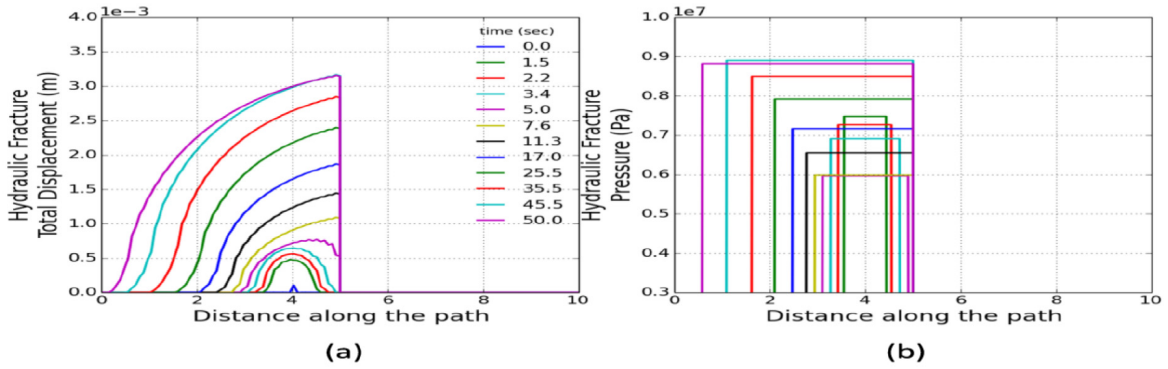 1e−3
4.0
3.5
3.0
2.5
2.0
1.5
1.0
0.5
0.0
0 2 4 6 8 10
Hydraulic Fracture
Total Displacement (m)
Distance along the path
time (sec)
0.0
1.5
2.2
3.4
5.0
7.6
11.3
17.0
25.5
35.5
45.5
50.0
(a)
1e7
1.0
0.9
0.8
0.7
0.6
0.5
0.4
0.3
0 2 4 6 8 10
Hydraulic Fracture
Pressure (Pa)
Distance along the path
(b)